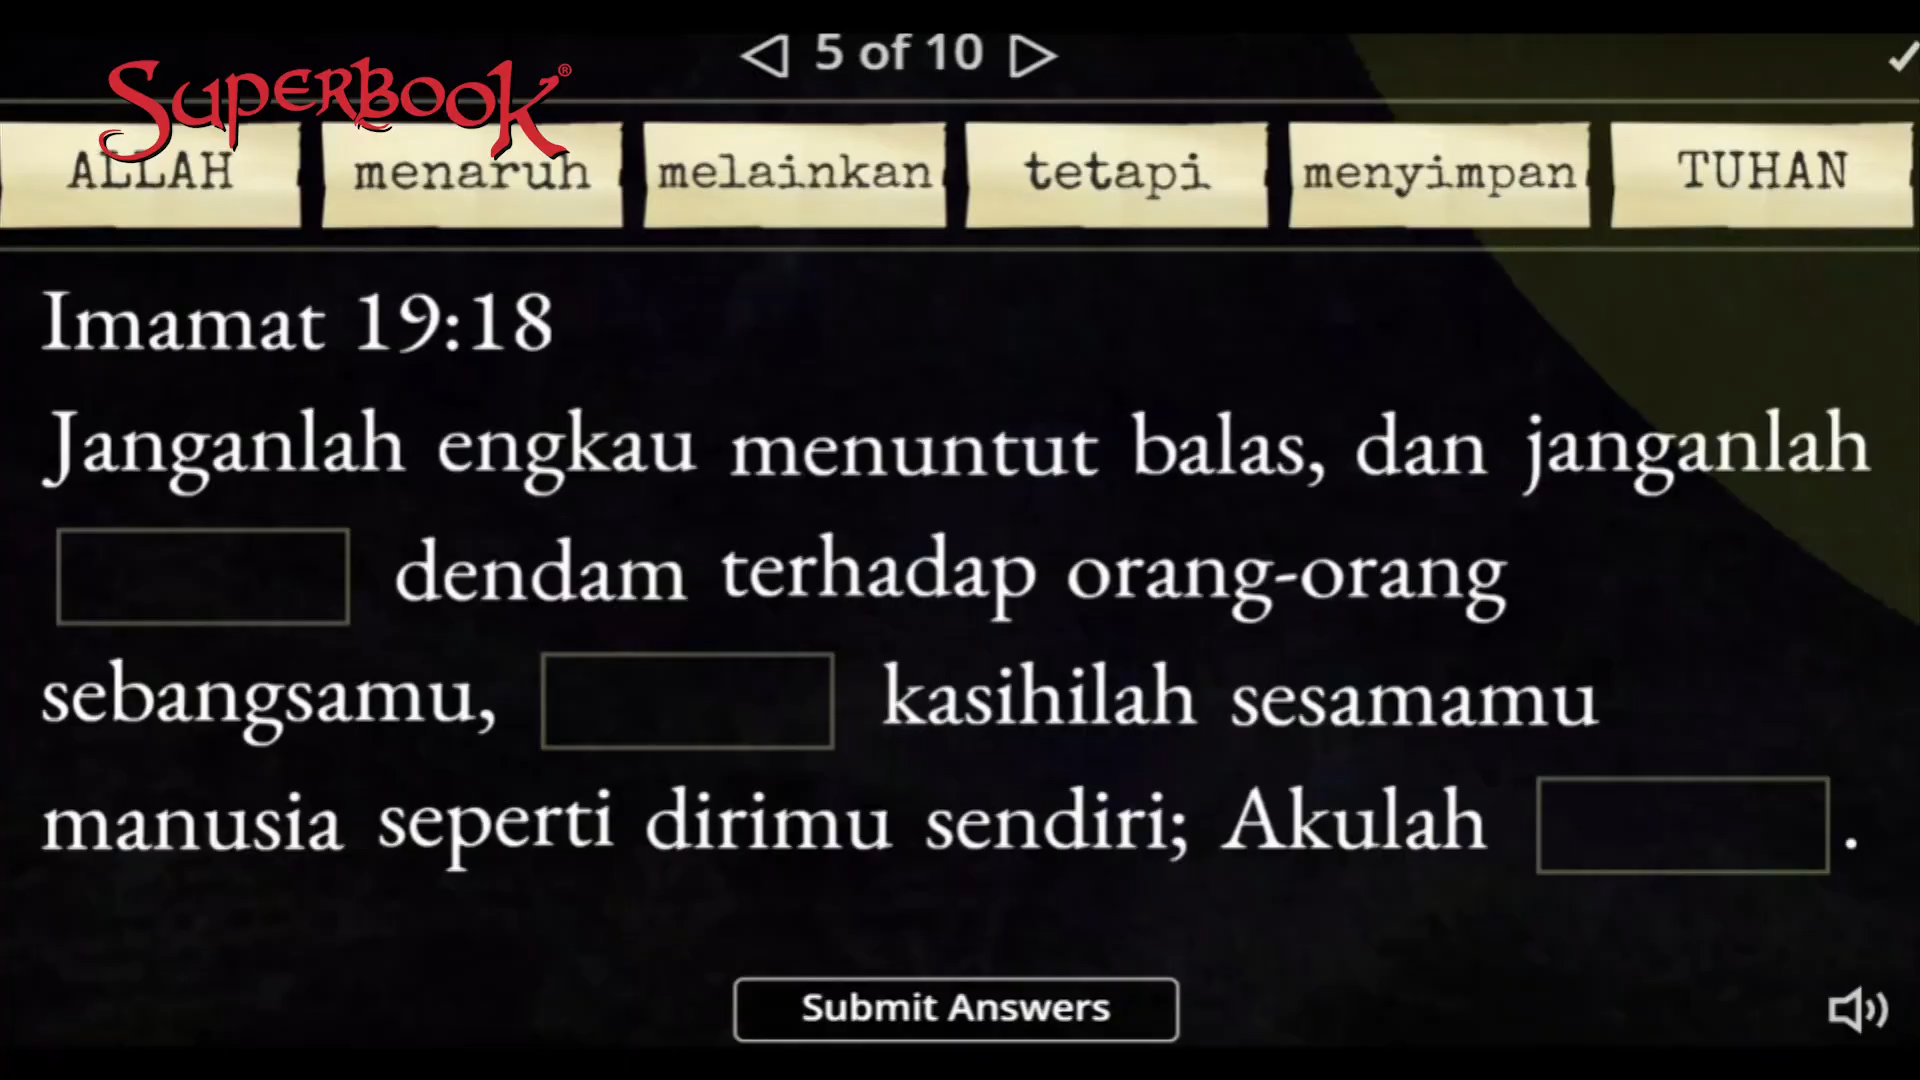 5 of 10
SUPERBOOK®
ALLAH menaruh melainkan tetapi menyimpan TUHAN
Imamat 19:18
Janganlah engkau menuntut balas, dan janganlah
dendam terhadap orang-orang
sebangsamu, kasihilah sesamamu
manusia seperti dirimu sendiri; Akulah .
Submit Answers